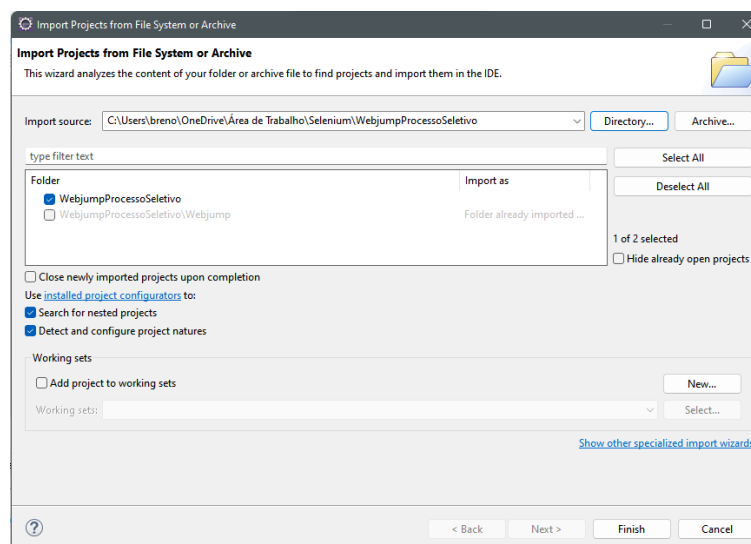 Import Projects from File System or Archive
Import Projects from File System or Archive
This wizard analyzes the content of your folder or archive file to find projects and import them in the IDE.
Import source: C:\Users\breno\OneDrive\Área de Trabalho\Selenium\WebjumpProcessoSeletivo Directory... Archive...
type filter text Select All
Folder Import as Deselect All
WebjumpProcessoSeletivo
WebjumpProcessoSeletivo\Webjump Folder already imported ...
1 of 2 selected
Hide already open projects
Close newly imported projects upon completion
Use installed project configurators to:
Search for nested projects
Detect and configure project natures
Working sets
Add project to working sets New...
Working sets: Select...
Show other specialized import wizards
? < Back Next > Finish Cancel